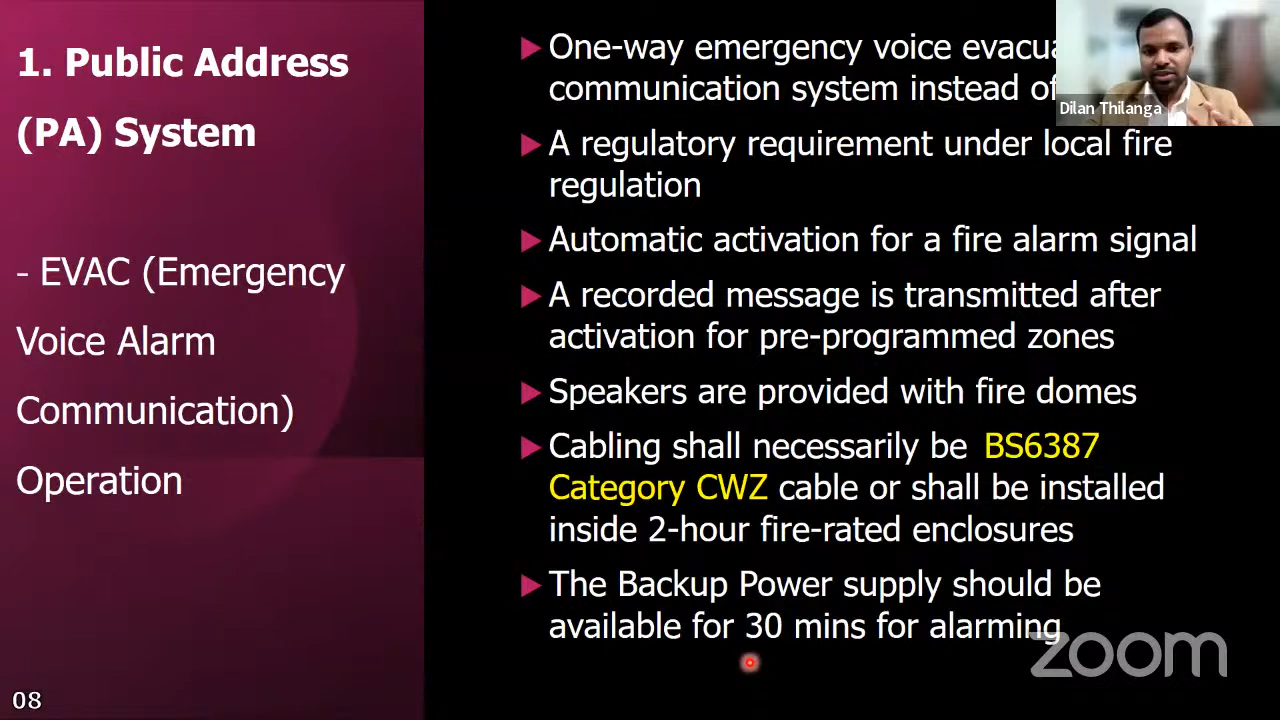 1. Public Address
(PA) System
- EVAC (Emergency
Voice Alarm
Communication)
Operation
08
One-way emergency voice evacua
communication system instead of
A regulatory requirement under local fire
regulation
Automatic activation for a fire alarm signal
A recorded message is transmitted after
activation for pre-programmed zones
Speakers are provided with fire domes
Cabling shall necessarily be BS6387
Category CWZ cable or shall be installed
inside 2-hour fire-rated enclosures
The Backup Power supply should be
available for 30 mins for alarming
Dilan Thilanga
zoom